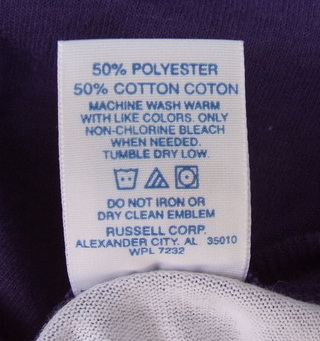 50% POLYESTER
50% COTTON COTON
MACHINE WASH WARM
WITH LIKE COLORS. ONLY
NON-CHLORINE BLEACH
WHEN NEEDED.
TUMBLE DRY LOW.
DO NOT IRON OR
DRY CLEAN EMBLEM
RUSSELL CORP.
ALEXANDER CITY, AL 35010
WPL 7232